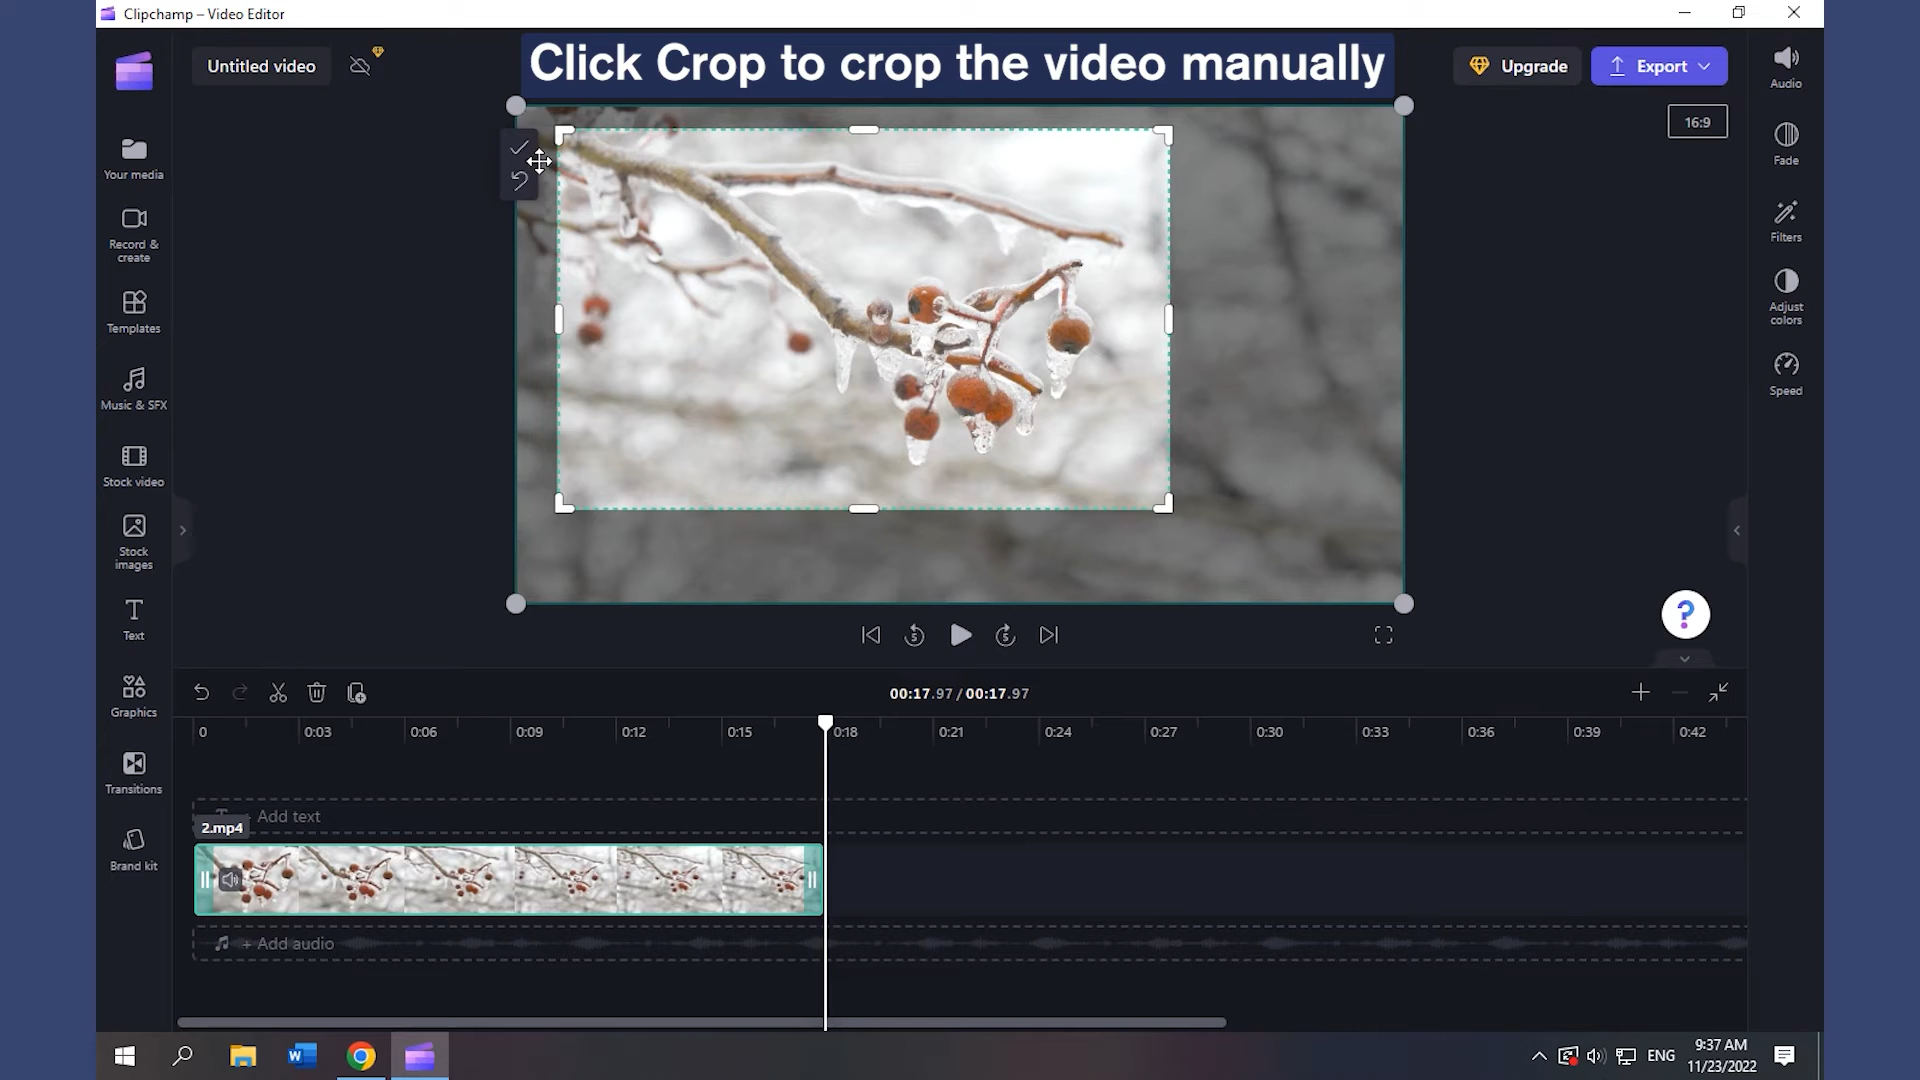 Clipchamp – Video Editor
Untitled video
Click Crop to crop the video manually
Upgrade
Export
16:9
Your media
Record &
create
Templates
Music & SFX
Stock video
Stock
images
Text
Graphics
Transitions
Brand kit
Audio
Fade
Filters
Adjust
colors
Speed
5
5
?
00:17.97 / 00:17.97
0
0:03
0:06
0:09
0:12
0:15
0:18
0:21
0:24
0:27
0:30
0:33
0:36
0:39
0:42
Add text
2.mp4
+ Add audio
ENG
9:37 AM
11/23/2022